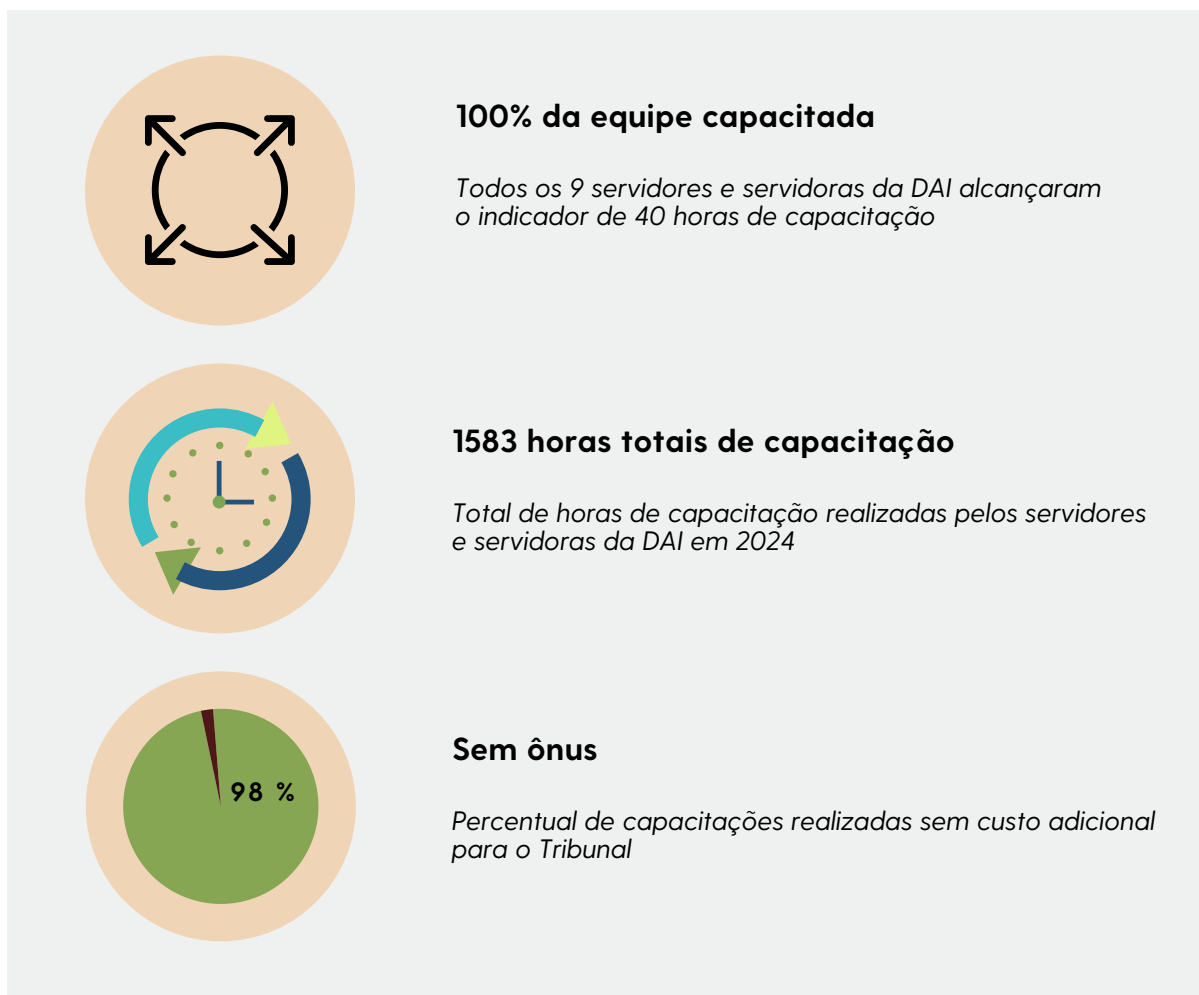 100% da equipe capacitada
Todos os 9 servidores e servidoras da DAI alcançaram
o indicador de 40 horas de capacitação
1583 horas totais de capacitação
Total de horas de capacitação realizadas pelos servidores
e servidoras da DAI em 2024
98 %
Sem ônus
Percentual de capacitações realizadas sem custo adicional
para o Tribunal